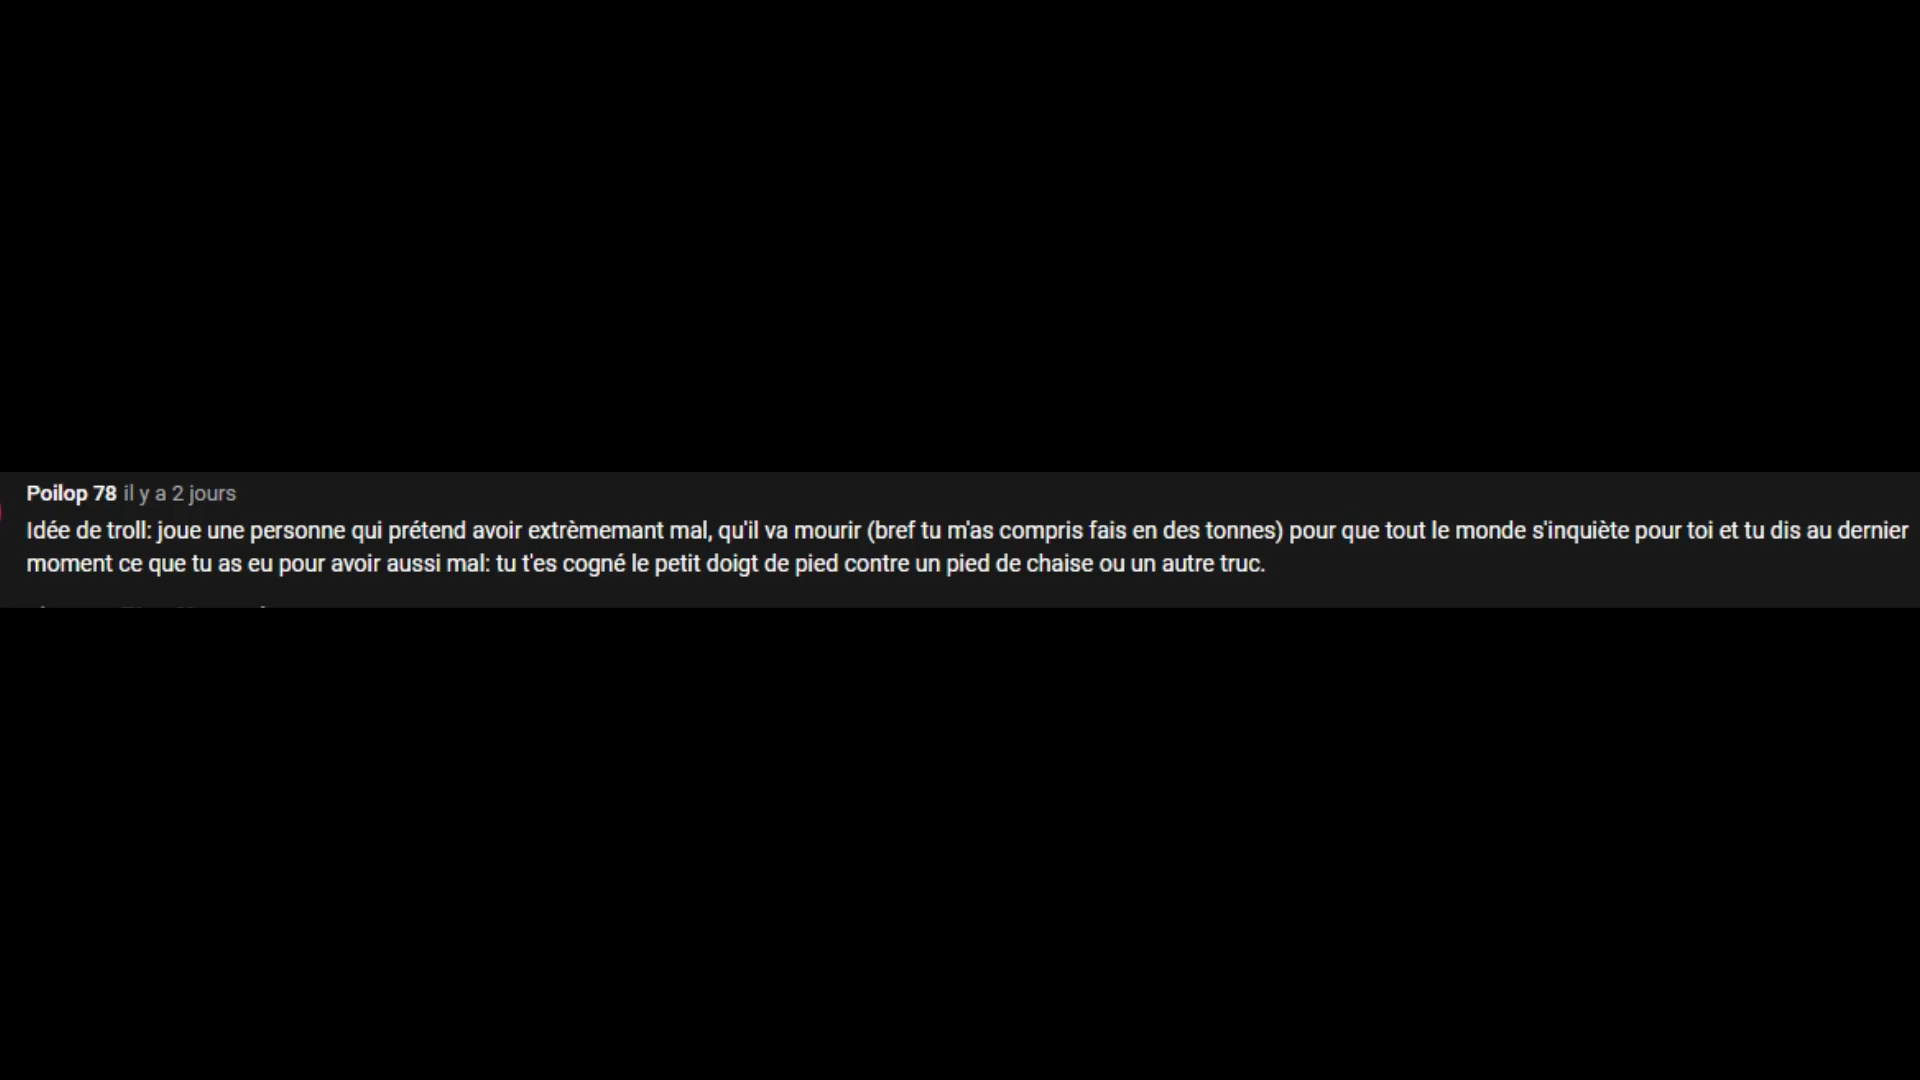 Poilop 78 il y a 2 jours
Idée de troll: joue une personne qui prétend avoir extrèmemant mal, qu'il va mourir (bref tu m'as compris fais en des tonnes) pour que tout le monde s'inquiète pour toi et tu dis au dernier
moment ce que tu as eu pour avoir aussi mal: tu t'es cogné le petit doigt de pied contre un pied de chaise ou un autre truc.